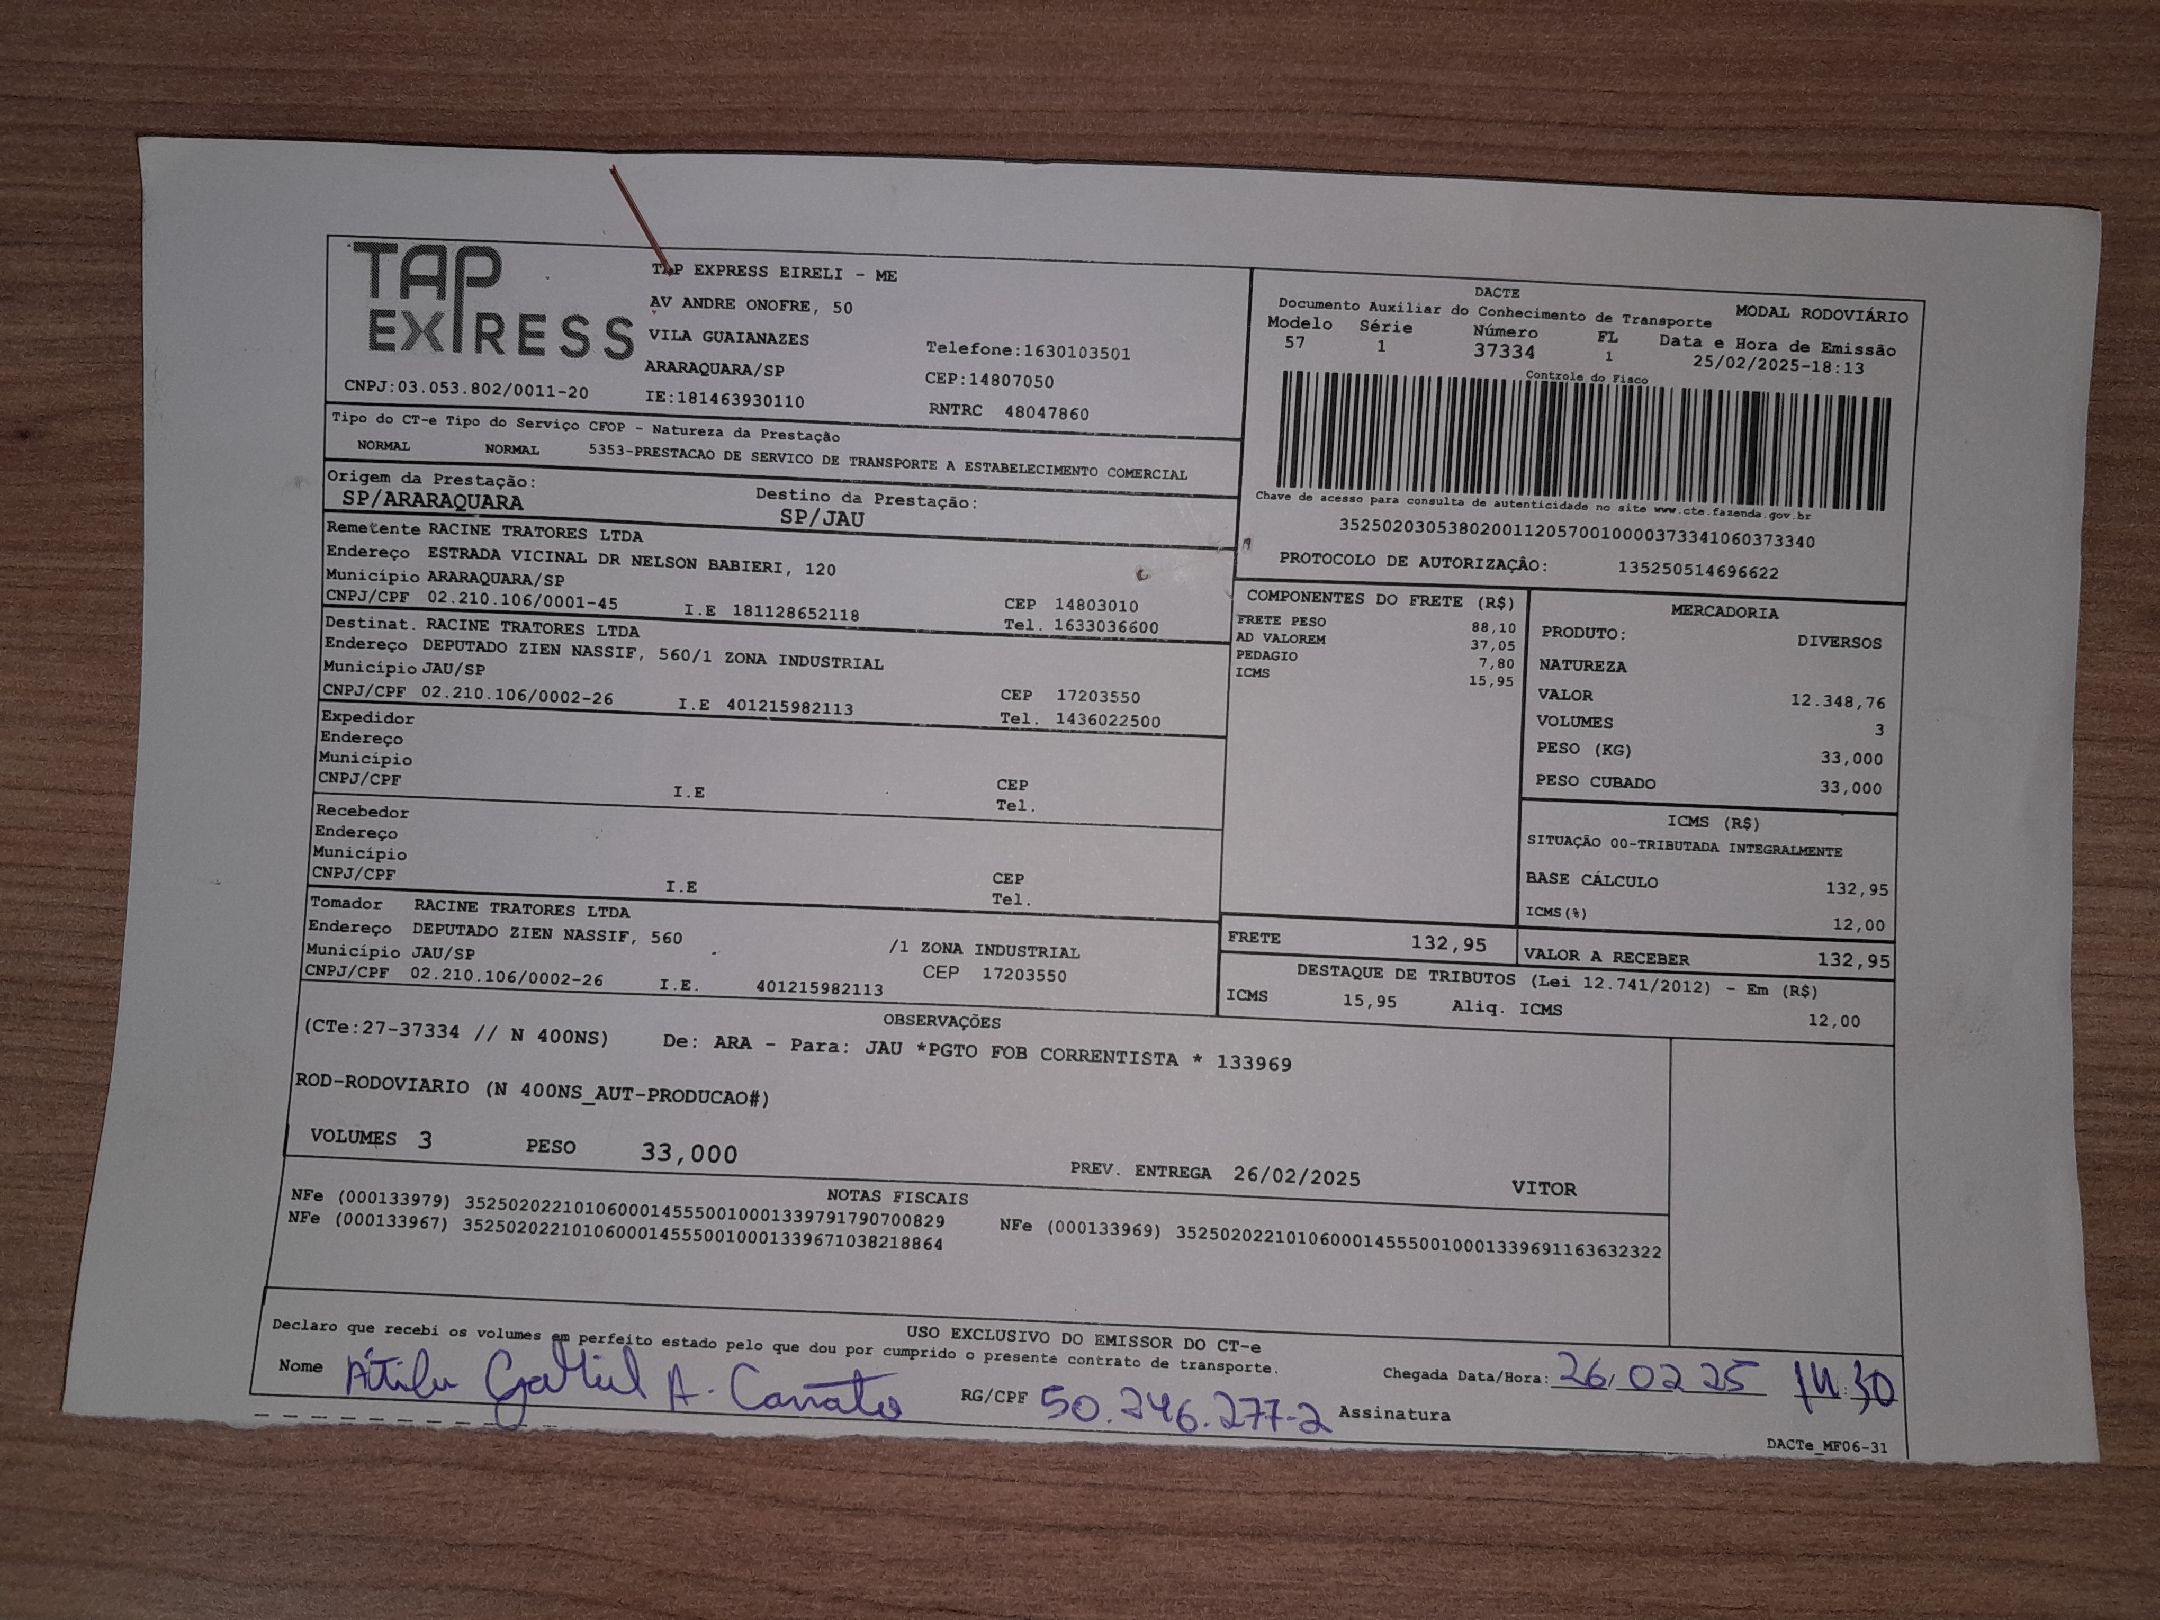 TAP EXPRESS
CNPJ:03.053.802/0011-20
TAP EXPRESS EIRELI - ME
AV ANDRE ONOFRE, 50
VILA GUAIANAZES
ARARAQUARA/SP
IE:181463930110
Telefone:1630103501
CEP:14807050
RNTRC 48047860
DACTE
Documento Auxiliar do Conhecimento de Transporte
MODAL RODOVIÁRIO
Modelo Série Número FL Data e Hora de Emissão
57 1 37334 1 25/02/2025-18:13
Controle do Fisco
Chave de acesso para consulta de autenticidade no site www.cte.fazenda.gov.br
35250203053802001120570010000373341060373340
PROTOCOLO DE AUTORIZAÇÂO: 135250514696622
Tipo do CT-e Tipo do Serviço CFOP - Natureza da Prestação
NORMAL NORMAL 5353-PRESTACAO DE SERVICO DE TRANSPORTE A ESTABELECIMENTO COMERCIAL
Origem da Prestação: Destino da Prestação:
SP/ARARAQUARA SP/JAU
Remetente RACINE TRATORES LTDA
Endereço ESTRADA VICINAL DR NELSON BABIERI, 120
Município ARARAQUARA/SP CEP 14803010
CNPJ/CPF 02.210.106/0001-45 I.E 181128652118 Tel. 1633036600
Destinat. RACINE TRATORES LTDA
Endereço DEPUTADO ZIEN NASSIF, 560/1 ZONA INDUSTRIAL
Município JAU/SP CEP 17203550
CNPJ/CPF 02.210.106/0002-26 I.E 401215982113 Tel. 1436022500
Expedidor
Endereço
Município CEP
CNPJ/CPF I.E Tel.
Recebedor
Endereço
Município CEP
CNPJ/CPF I.E Tel.
Tomador RACINE TRATORES LTDA
Endereço DEPUTADO ZIEN NASSIF, 560 /1 ZONA INDUSTRIAL
Município JAU/SP CEP 17203550
CNPJ/CPF 02.210.106/0002-26 I.E. 401215982113
COMPONENTES DO FRETE (R$)
FRETE PESO 88,10
AD VALOREM 37,05
PEDAGIO 7,80
ICMS 15,95
MERCADORIA
PRODUTO: DIVERSOS
NATUREZA
VALOR 12.348,76
VOLUMES 3
PESO (KG) 33,000
PESO CUBADO 33,000
ICMS (R$)
SITUAÇÃO 00-TRIBUTADA INTEGRALMENTE
BASE CÁLCULO 132,95
ICMS(%) 12,00
FRETE 132,95 VALOR A RECEBER 132,95
DESTAQUE DE TRIBUTOS (Lei 12.741/2012) - Em (R$)
ICMS 15,95 Aliq. ICMS 12,00
OBSERVAÇÕES
(CTe:27-37334 // N 400NS) De: ARA - Para: JAU *PGTO FOB CORRENTISTA * 133969
ROD-RODOVIARIO (N 400NS_AUT-PRODUCAO#)
VOLUMES 3 PESO 33,000 PREV. ENTREGA 26/02/2025 VITOR
NOTAS FISCAIS
NFe (000133979) 35250202210106000145550010001339791790700829 NFe (000133969) 35250202210106000145550010001339691163632322
NFe (000133967) 35250202210106000145550010001339671038218864
USO EXCLUSIVO DO EMISSOR DO CT-e
Declaro que recebi os volumes em perfeito estado pelo que dou por cumprido o presente contrato de transporte.
Nome Gabriel A. RG/CPF 50.246.277-2 Assinatura Chegada Data/Hora: 26/02 25 14:30
DACTe_MF06-31